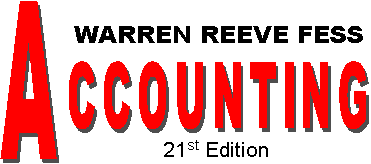 WARREN REEVE FESS
ACCOUNTING
21st Edition